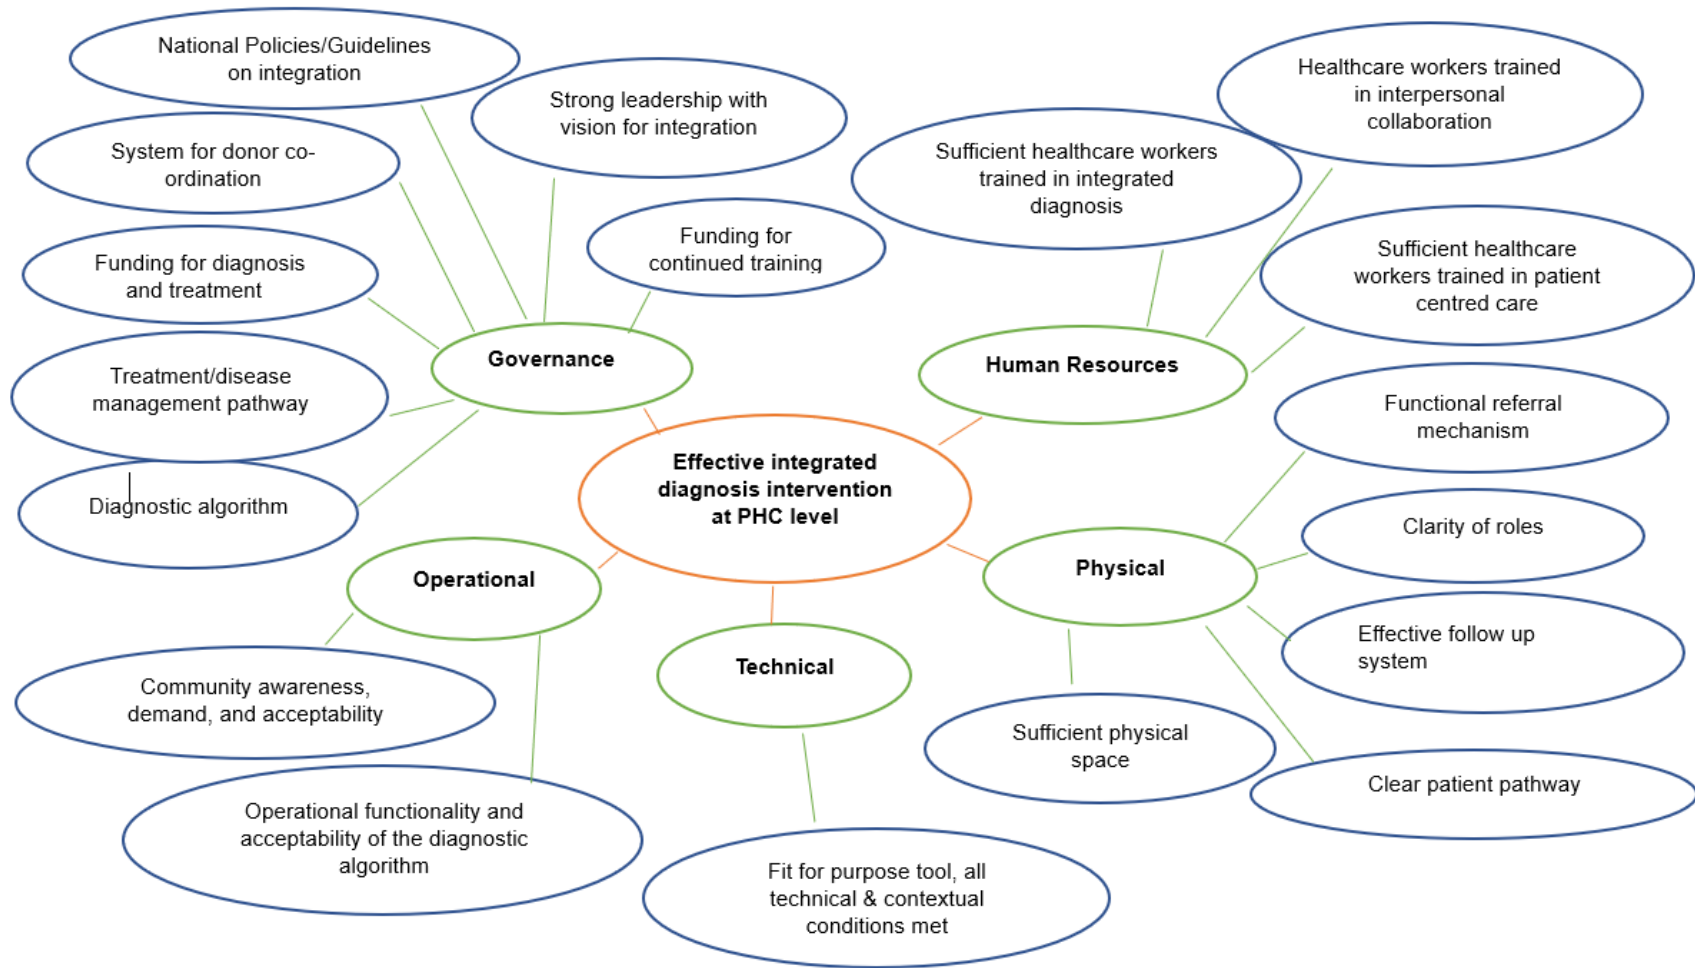 National Policies/Guidelines
on integration
Strong leadership with
vision for integration
System for donor co-
ordination
Funding for
continued training
Funding for diagnosis
and treatment
Treatment/disease
management pathway
Diagnostic algorithm
Governance
Healthcare workers trained
in interpersonal
collaboration
Sufficient healthcare workers
trained in integrated
diagnosis
Sufficient healthcare
workers trained in patient
centred care
Human Resources
Effective integrated
diagnosis intervention
at PHC level
Functional referral
mechanism
Clarity of roles
Physical
Effective follow up
system
Sufficient physical
space
Clear patient pathway
Operational
Community awareness,
demand, and acceptability
Operational functionality and
acceptability of the diagnostic
algorithm
Technical
Fit for purpose tool, all
technical & contextual
conditions met